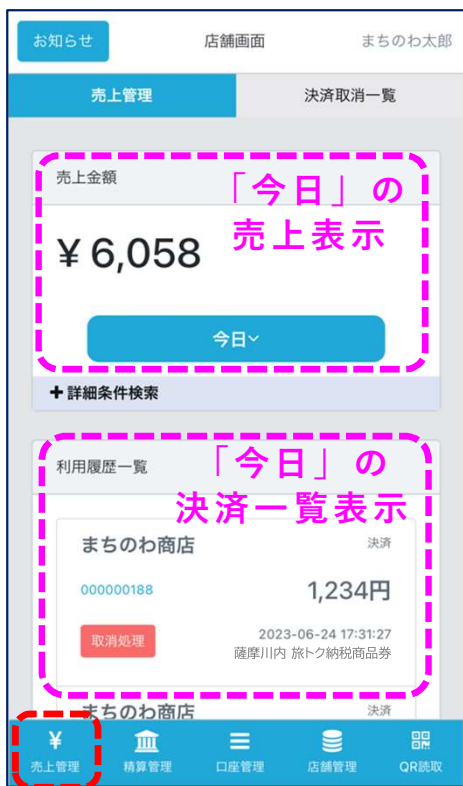 お知らせ
店舗画面
まちのわ太郎
売上管理
決済取消一覧
売上金額
「今日」の
売上表示
¥ 6,058
今日
+詳細条件検索
利用履歴一覧
「今日」の
決済一覧表示
まちのわ商店
決済
000000188
1,234円
取消処理
2023-06-24 17:31:27
薩摩川内 旅トク納税商品券
まちのわ商店
決済
¥
売上管理
精算管理
口座管理
店舗管理
QR読取